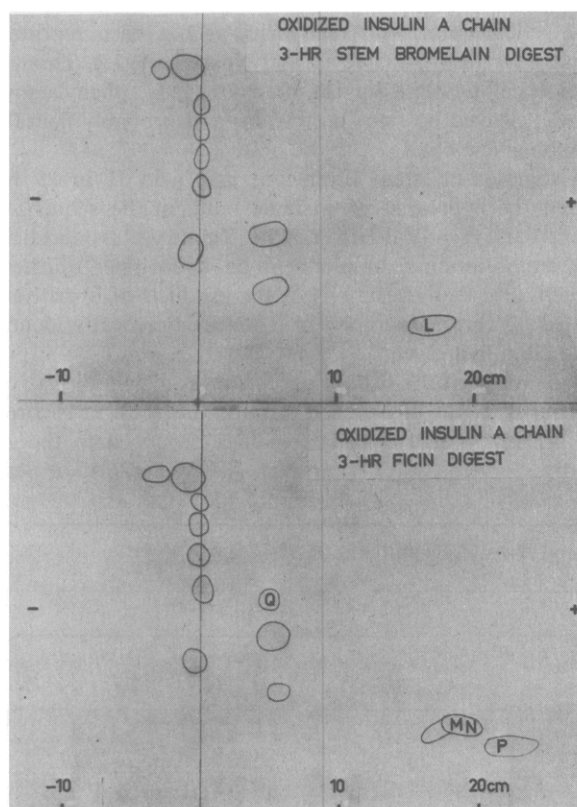 OXIDIZED INSULIN A CHAIN
3-HR STEM BROMELAIN DIGEST
- +
L
-10 10 20cm
OXIDIZED INSULIN A CHAIN
3-HR FICIN DIGEST
Q
- +
MN
P
-10 10 20cm